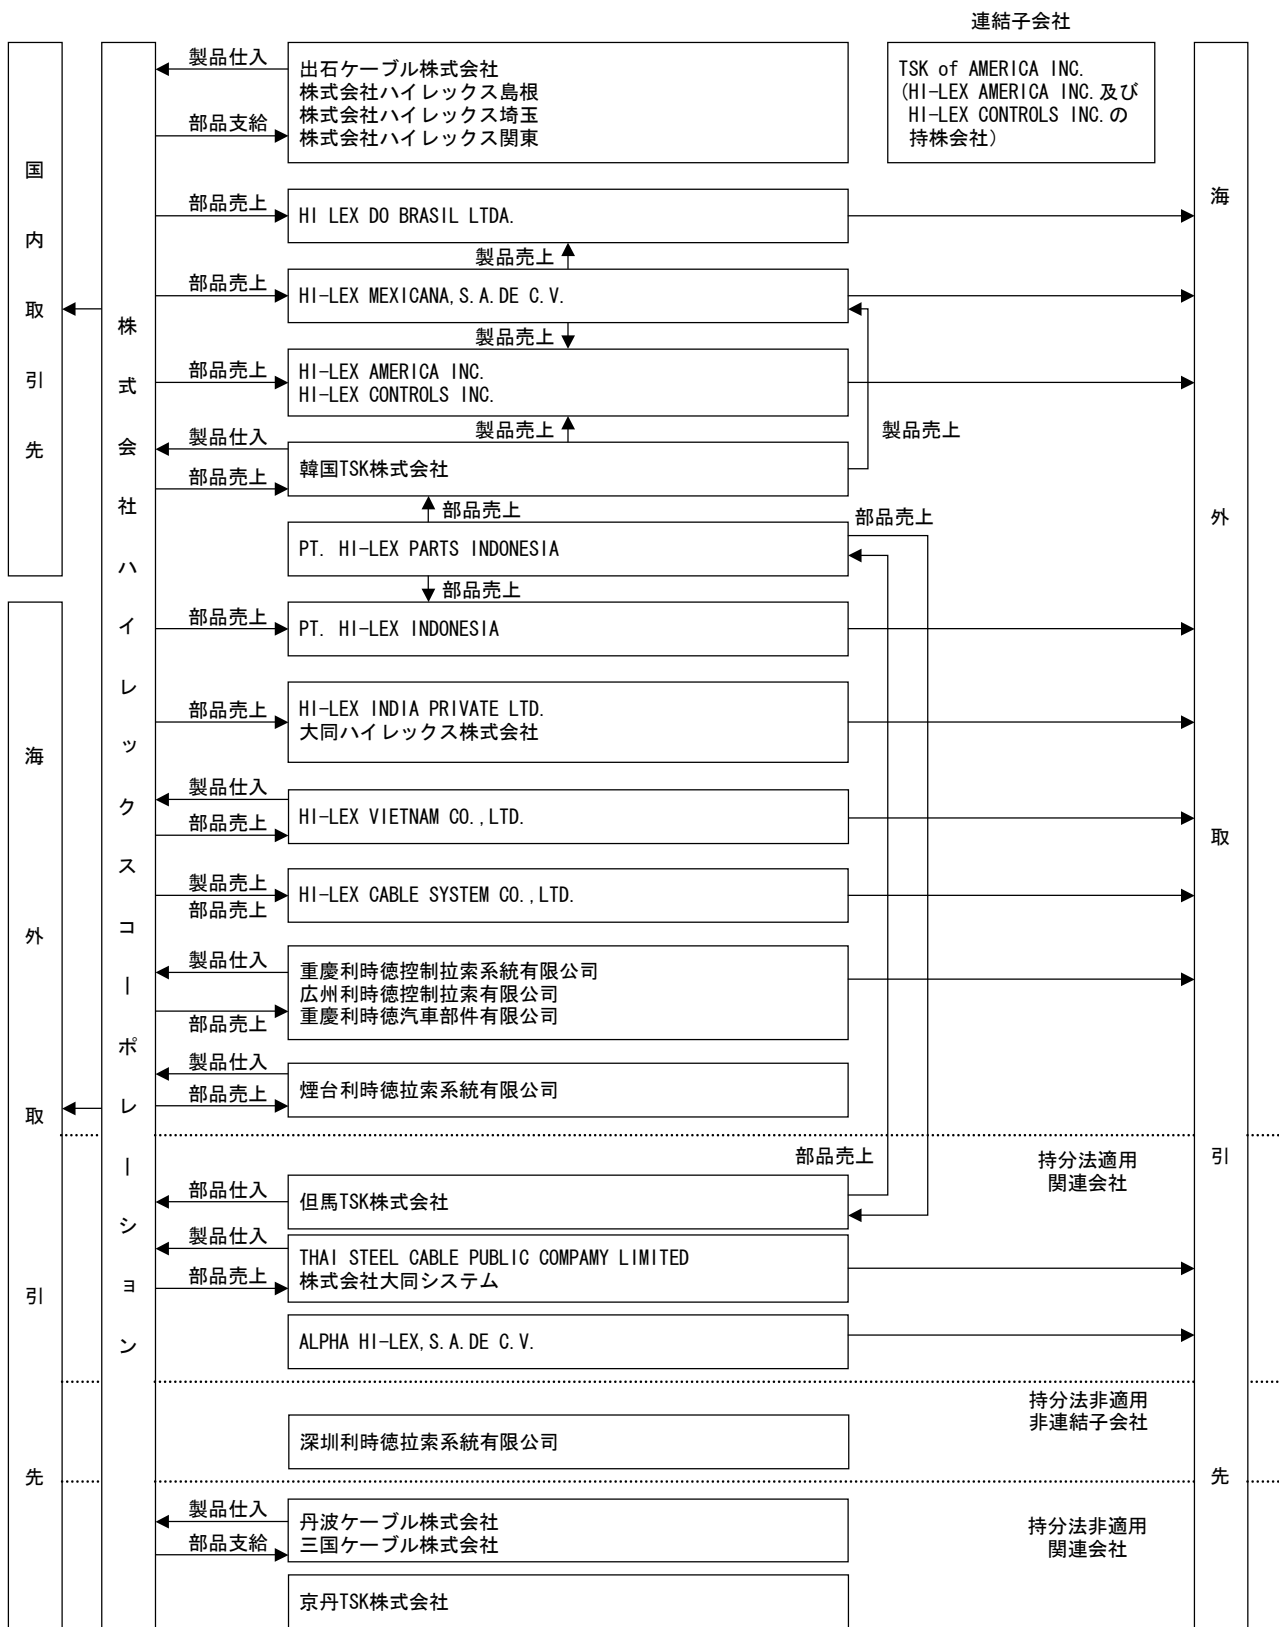 連結子会社
国内取引先
海外取引先
株式会社ハイレックスコーポレーション
海外取引先
製品仕入
部品支給
出石ケーブル株式会社
株式会社ハイレックス島根
株式会社ハイレックス埼玉
株式会社ハイレックス関東
TSK of AMERICA INC.
(HI-LEX AMERICA INC.及び
HI-LEX CONTROLS INC.の
持株会社)
部品売上
HI LEX DO BRASIL LTDA.
製品売上
部品売上
HI-LEX MEXICANA,S.A.DE C.V.
製品売上
部品売上
HI-LEX AMERICA INC.
HI-LEX CONTROLS INC.
製品売上
製品売上
製品仕入
部品売上
韓国TSK株式会社
部品売上
部品売上
PT. HI-LEX PARTS INDONESIA
部品売上
部品売上
PT. HI-LEX INDONESIA
部品売上
HI-LEX INDIA PRIVATE LTD.
大同ハイレックス株式会社
製品仕入
部品売上
HI-LEX VIETNAM CO.,LTD.
製品売上
部品売上
HI-LEX CABLE SYSTEM CO.,LTD.
製品仕入
部品売上
重慶利時徳控制拉索系統有限公司
広州利時徳控制拉索有限公司
重慶利時徳汽車部件有限公司
製品仕入
部品売上
煙台利時徳拉索系統有限公司
部品売上
持分法適用
関連会社
部品仕入
但馬TSK株式会社
製品仕入
部品売上
THAI STEEL CABLE PUBLIC COMPAMY LIMITED
株式会社大同システム
ALPHA HI-LEX,S.A.DE C.V.
持分法非適用
非連結子会社
深圳利時徳拉索系統有限公司
製品仕入
部品支給
丹波ケーブル株式会社
三国ケーブル株式会社
持分法非適用
関連会社
京丹TSK株式会社